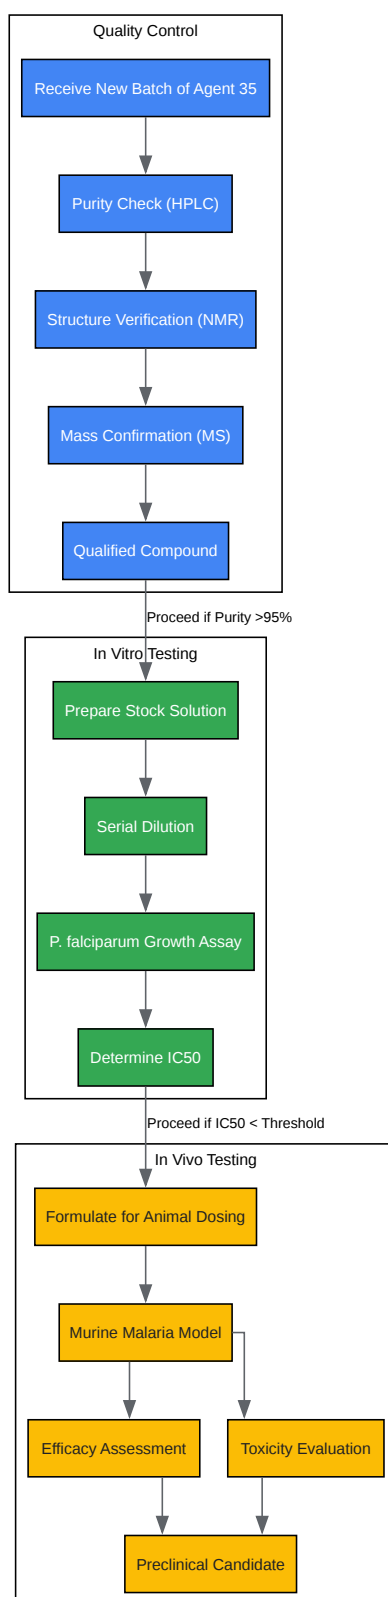 Quality Control
Receive New Batch of Agent 35
Purity Check (HPLC)
Structure Verification (NMR)
Mass Confirmation (MS)
Qualified Compound
Proceed if Purity >95%
In Vitro Testing
Prepare Stock Solution
Serial Dilution
P. falciparum Growth Assay
Determine IC50
Proceed if IC50 < Threshold
In Vivo Testing
Formulate for Animal Dosing
Murine Malaria Model
Efficacy Assessment
Toxicity Evaluation
Preclinical Candidate